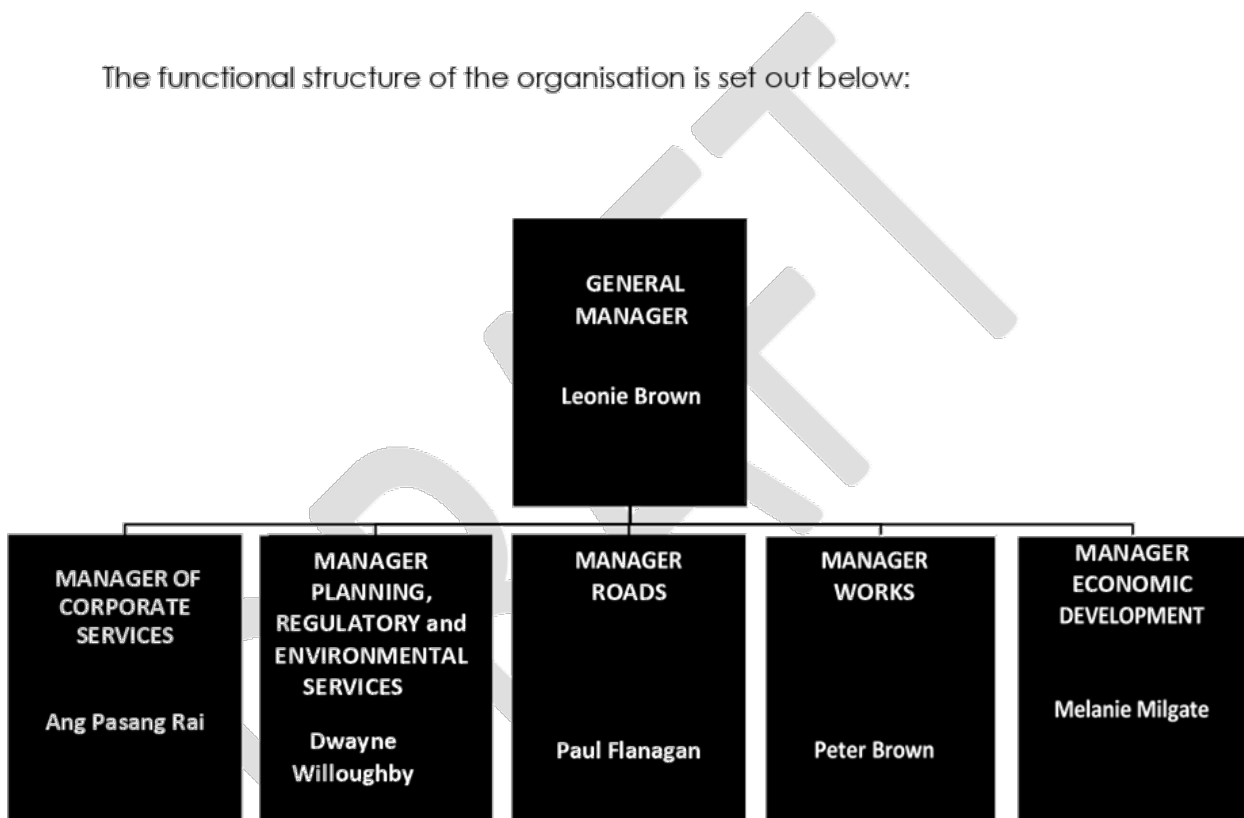 The functional structure of the organisation is set out below:
GENERAL
MANAGER
Leonie Brown
MANAGER OF
CORPORATE
SERVICES
Ang Pasang Rai
MANAGER
PLANNING,
REGULATORY and
ENVIRONMENTAL
SERVICES
Dwayne
Willoughby
MANAGER
ROADS
Paul Flanagan
MANAGER
WORKS
Peter Brown
MANAGER
ECONOMIC
DEVELOPMENT
Melanie Milgate